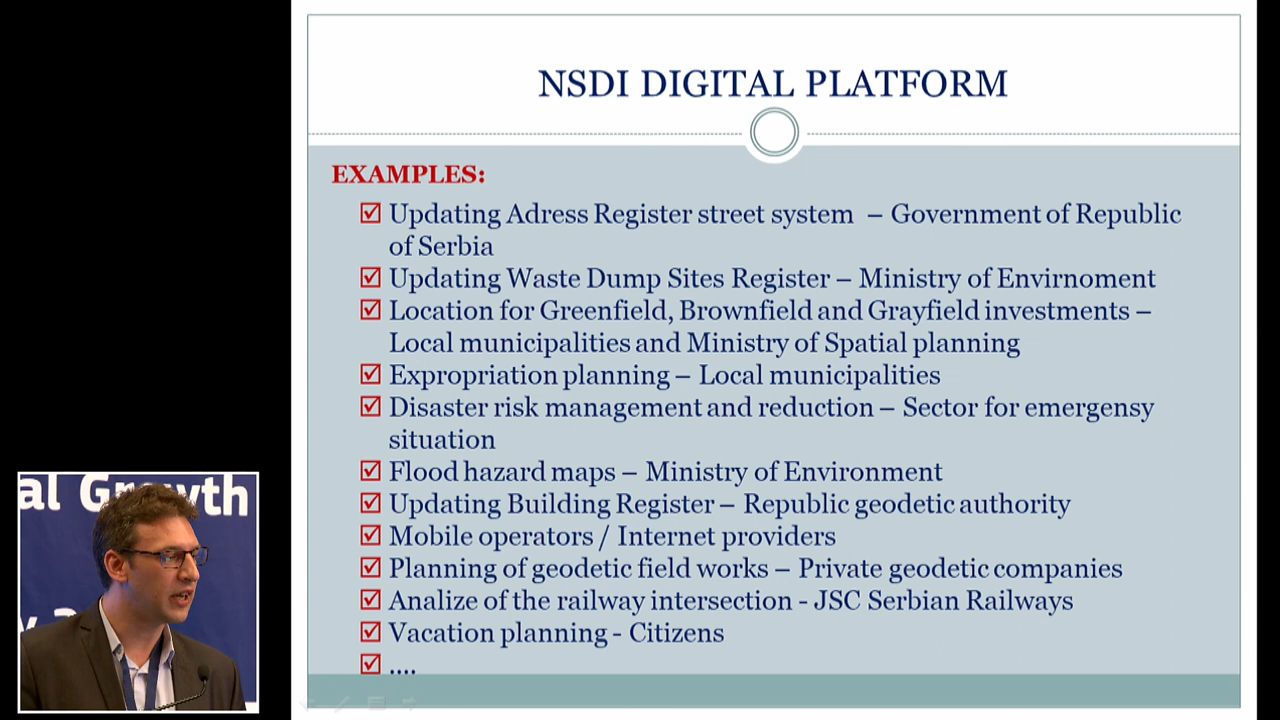 NSDI DIGITAL PLATFORM
EXAMPLES:
Updating Adress Register street system – Government of Republic
of Serbia
Updating Waste Dump Sites Register – Ministry of Envirnoment
Location for Greenfield, Brownfield and Grayfield investments –
Local municipalities and Ministry of Spatial planning
Expropriation planning – Local municipalities
Disaster risk management and reduction – Sector for emergensy
situation
Flood hazard maps – Ministry of Environment
Updating Building Register – Republic geodetic authority
Mobile operators / Internet providers
Planning of geodetic field works – Private geodetic companies
Analize of the railway intersection - JSC Serbian Railways
Vacation planning - Citizens
....
al Growth